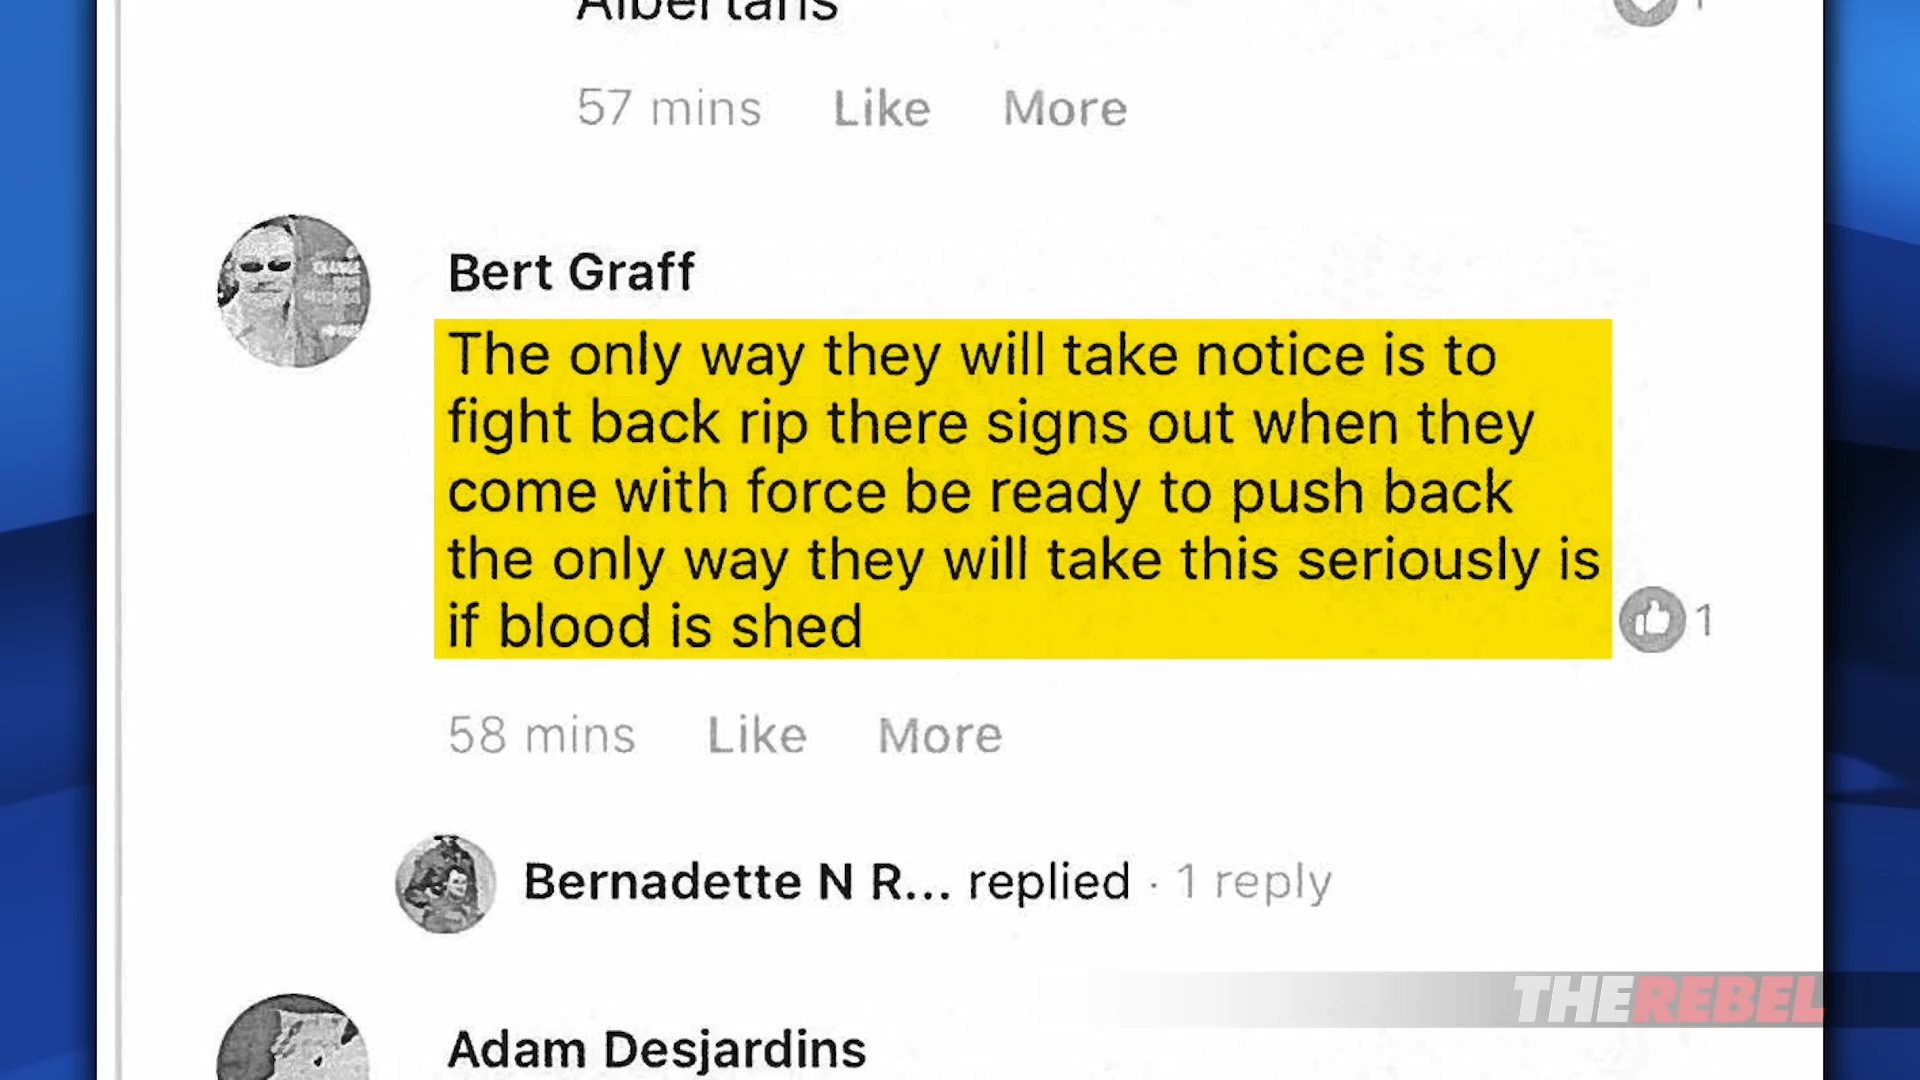 Albertans
1
57 mins Like More
Bert Graff
The only way they will take notice is to
fight back rip there signs out when they
come with force be ready to push back
the only way they will take this seriously is
if blood is shed
1
58 mins Like More
Bernadette N R... replied · 1 reply
THEREBEL
Adam Desjardins